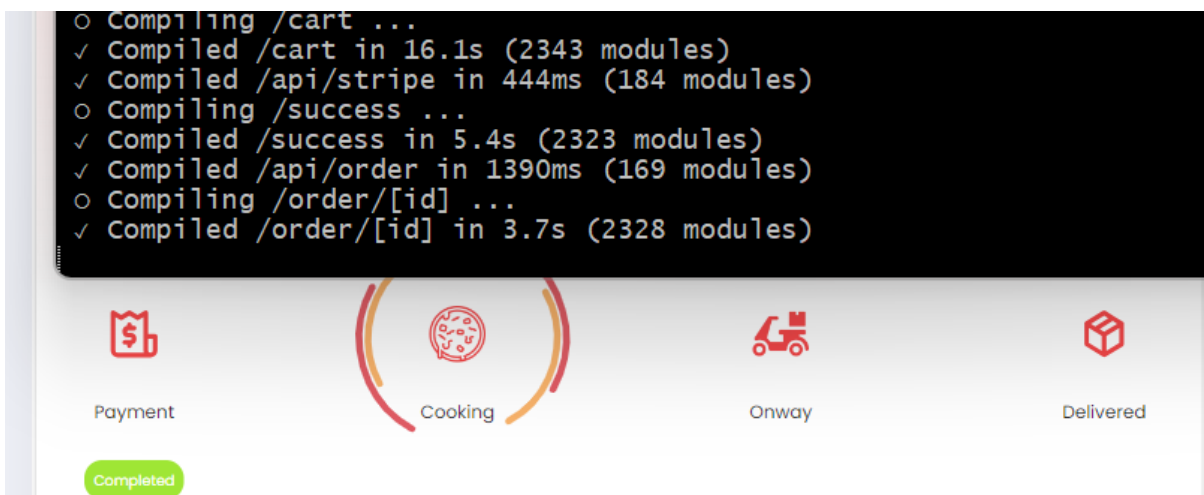 ○ Compiling /cart ...
✓ Compiled /cart in 16.1s (2343 modules)
✓ Compiled /api/stripe in 444ms (184 modules)
○ Compiling /success ...
✓ Compiled /success in 5.4s (2323 modules)
✓ Compiled /api/order in 1390ms (169 modules)
○ Compiling /order/[id] ...
✓ Compiled /order/[id] in 3.7s (2328 modules)
$
Payment Cooking Onway Delivered
Completed